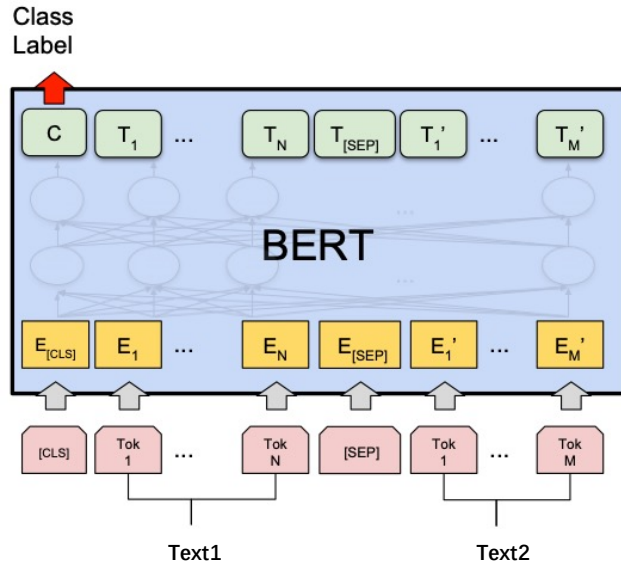 Class
Label
C T1 ... TN T[SEP] T1' ... TM'
...
BERT
...
E[CLS] E1 ... EN E[SEP] E1' ... EM'
[CLS] Tok 1 ... Tok N [SEP] Tok 1 ... Tok M
Text1 Text2